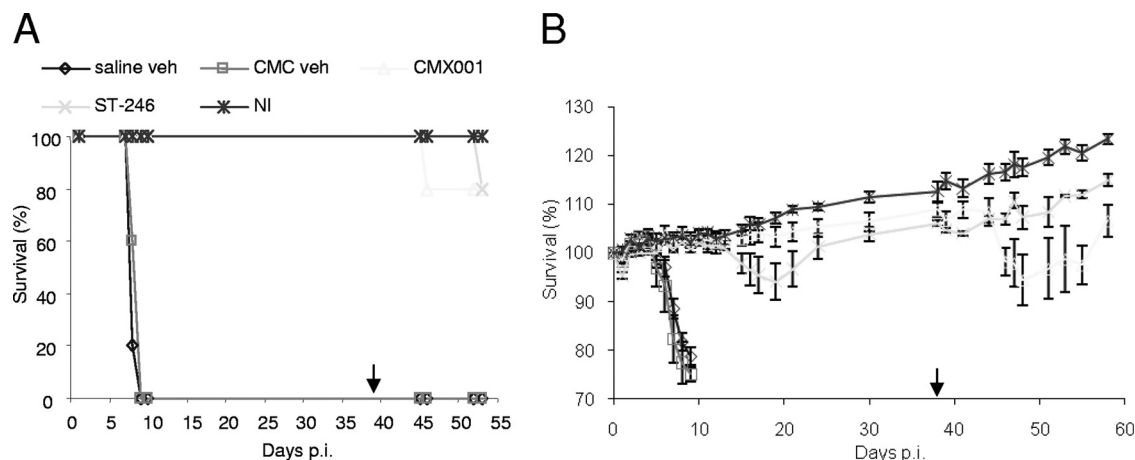 A
saline veh CMC veh CMX001
ST-246 NI
100
80
60
40
20
0
0 5 10 15 20 25 30 35 40 45 50 55
Survival (%)
Days p.i.
B
130
120
110
100
90
80
70
0 10 20 30 40 50 60
Survival (%)
Days p.i.